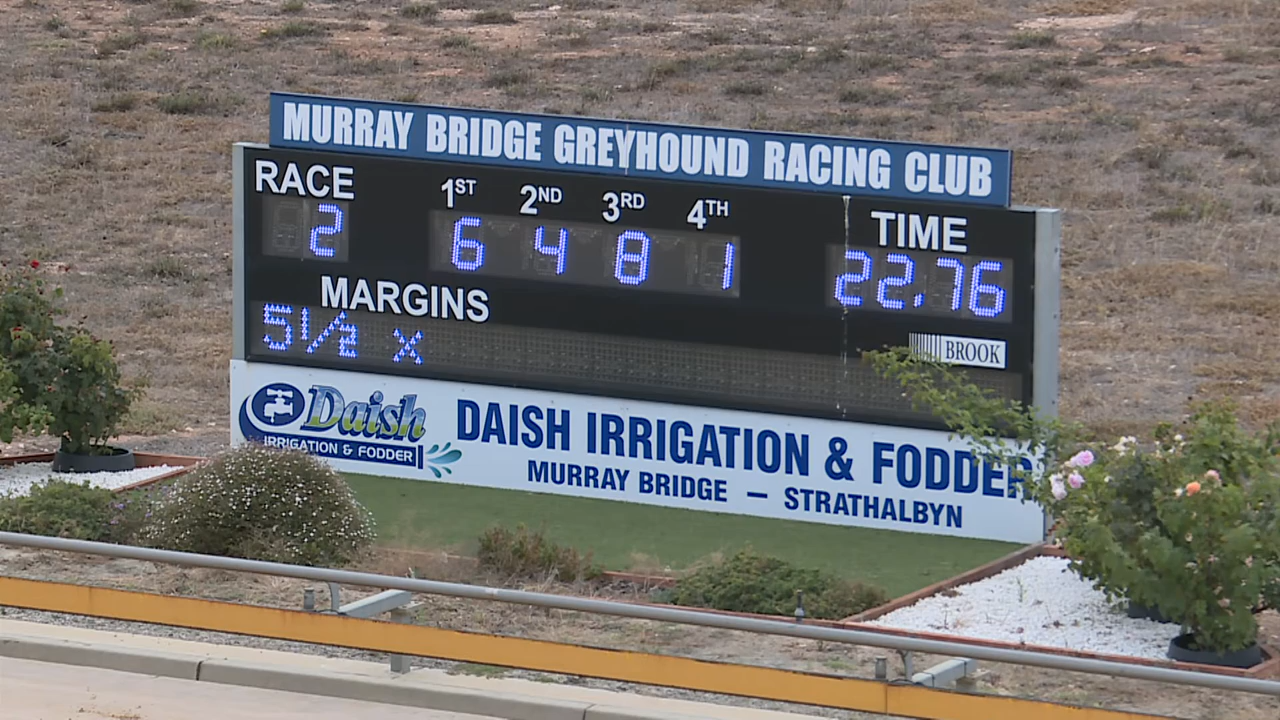 MURRAY BRIDGE GREYHOUND RACING CLUB
RACE 1ST 2ND 3RD 4TH TIME
2 6 4 8 1 22.76
MARGINS
5 1/2 x
BROOK
Daish
IRRIGATION & FODDER
DAISH IRRIGATION & FODDER
MURRAY BRIDGE – STRATHALBYN